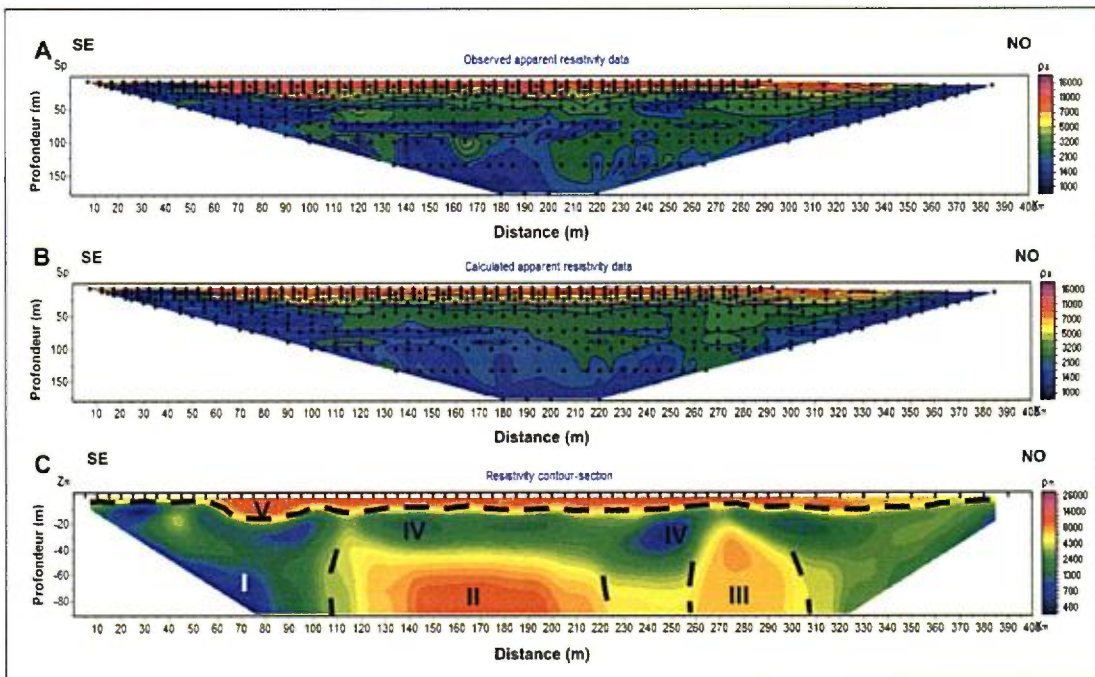 A SE NO
Sp Observed apparent resistivity data ρa
Profondeur (m)
50
100
150
16000
11000
7000
5000
3200
2100
1400
1000
10 20 30 40 50 60 70 80 90 100 110 120 130 140 150 160 170 180 190 200 210 220 230 240 250 260 270 280 290 300 310 320 330 340 350 360 370 380 390
Distance (m)
B SE NO
Sp Calculated apparent resistivity data ρa
Profondeur (m)
50
100
150
16000
11000
7000
5000
3200
2100
1400
1000
10 20 30 40 50 60 70 80 90 100 110 120 130 140 150 160 170 180 190 200 210 220 230 240 250 260 270 280 290 300 310 320 330 340 350 360 370 380 390
Distance (m)
C SE NO
Resistivity contour-section
Profondeur (m)
-20
-40
-60
-80
V
IV IV
I
II III
26000
14000
8000
4000
2300
1300
700
400
10 20 30 40 50 60 70 80 90 100 110 120 130 140 150 160 170 180 190 200 210 220 230 240 250 260 270 280 290 300 310 320 330 340 350 360 370 380 390
Distance (m)